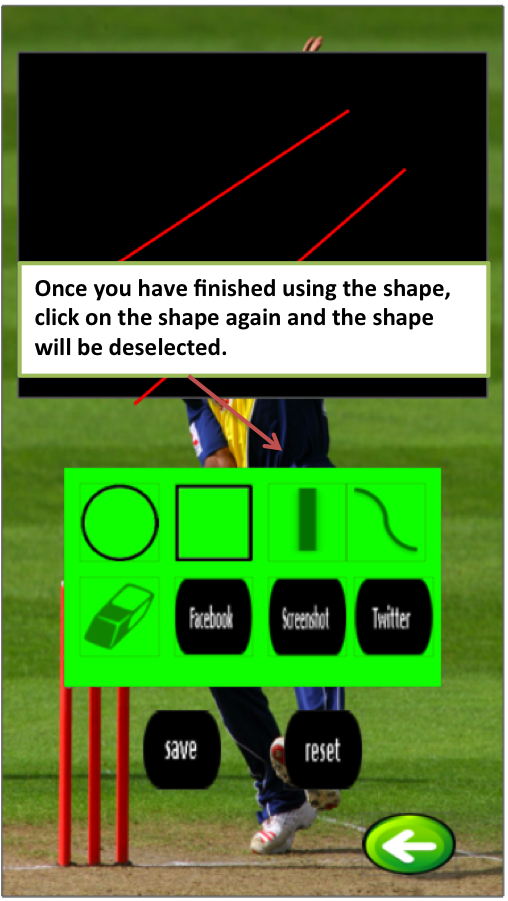 Once you have finished using the shape,
click on the shape again and the shape
will be deselected.
Facebook
Screenshot
Twitter
save
reset